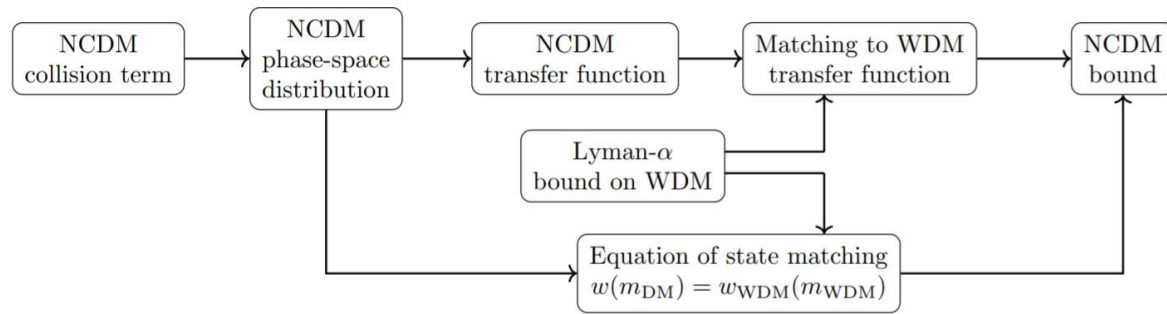 NCDM
collision term
NCDM
phase-space
distribution
NCDM
transfer function
Matching to WDM
transfer function
NCDM
bound
Lyman-α
bound on WDM
Equation of state matching
w(m_DM) = w_WDM(m_WDM)